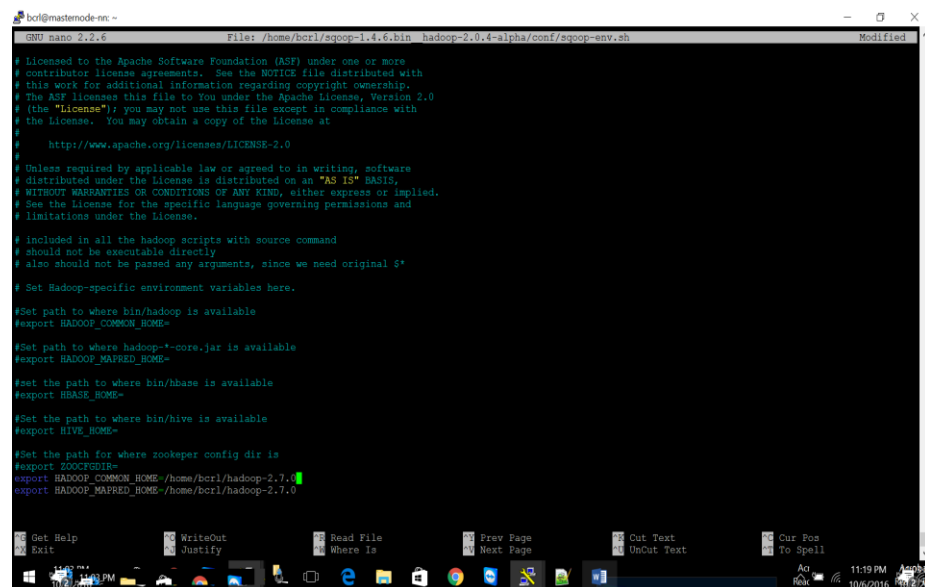 bcrl@masternode-nn: ~
GNU nano 2.2.6 File: /home/bcrl/sqoop-1.4.6.bin__hadoop-2.0.4-alpha/conf/sqoop-env.sh Modified
# Licensed to the Apache Software Foundation (ASF) under one or more
# contributor license agreements.  See the NOTICE file distributed with
# this work for additional information regarding copyright ownership.
# The ASF licenses this file to You under the Apache License, Version 2.0
# (the "License"); you may not use this file except in compliance with
# the License.  You may obtain a copy of the License at
#
#     http://www.apache.org/licenses/LICENSE-2.0
#
# Unless required by applicable law or agreed to in writing, software
# distributed under the License is distributed on an "AS IS" BASIS,
# WITHOUT WARRANTIES OR CONDITIONS OF ANY KIND, either express or implied.
# See the License for the specific language governing permissions and
# limitations under the License.
# included in all the hadoop scripts with source command
# should not be executable directly
# also should not be passed any arguments, since we need original $*
# Set Hadoop-specific environment variables here.
#Set path to where bin/hadoop is available
#export HADOOP_COMMON_HOME=
#Set path to where hadoop-*-core.jar is available
#export HADOOP_MAPRED_HOME=
#set the path to where bin/hbase is available
#export HBASE_HOME=
#Set the path to where bin/hive is available
#export HIVE_HOME=
#Set the path for where zookeper config dir is
#export ZOOCFGDIR=
export HADOOP_COMMON_HOME=/home/bcrl/hadoop-2.7.0
export HADOOP_MAPRED_HOME=/home/bcrl/hadoop-2.7.0
^G Get Help ^O WriteOut ^R Read File ^Y Prev Page ^K Cut Text ^C Cur Pos
^X Exit ^J Justify ^W Where Is ^V Next Page ^U UnCut Text ^T To Spell
11:19 PM
10/6/2016